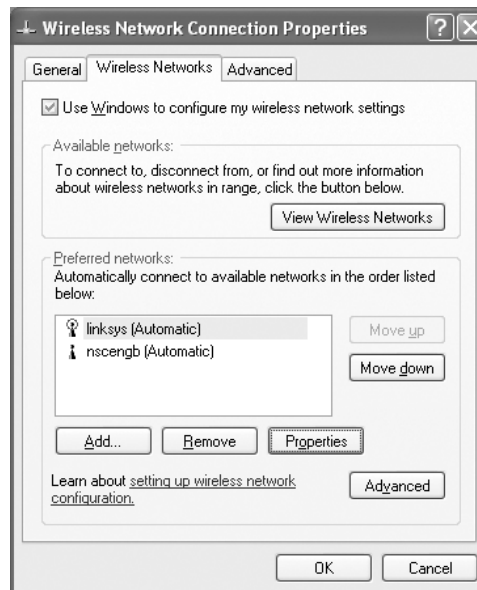 Wireless Network Connection Properties
?
X
General Wireless Networks Advanced
Use Windows to configure my wireless network settings
Available networks:
To connect to, disconnect from, or find out more information
about wireless networks in range, click the button below.
View Wireless Networks
Preferred networks:
Automatically connect to available networks in the order listed
below:
linksys (Automatic)
Move up
nscengb (Automatic)
Move down
Add... Remove Properties
Learn about setting up wireless network
configuration.
Advanced
OK Cancel